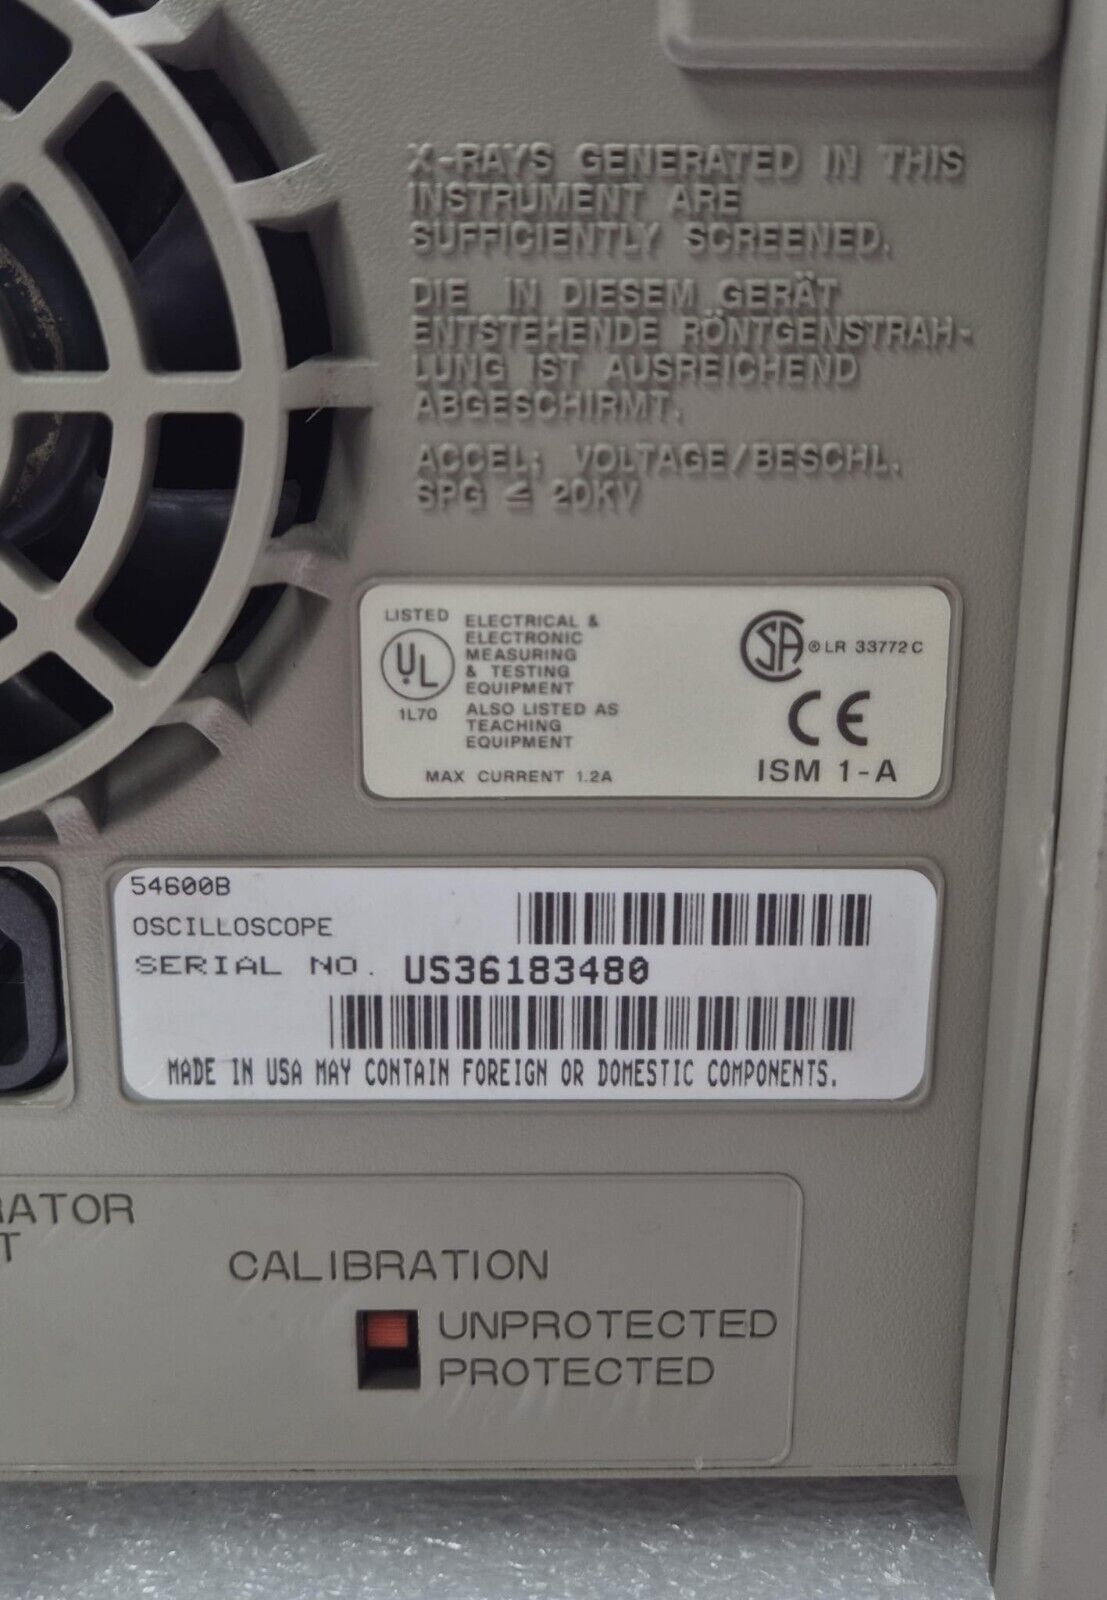 X-RAYS GENERATED IN THIS
INSTRUMENT ARE
SUFFICIENTLY SCREENED.
DIE IN DIESEM GERÄT
ENTSTEHENDE RÖNTGENSTRAH-
LUNG IST AUSREICHEND
ABGESCHIRMT.
ACCEL; VOLTAGE/BESCHL.
SPG ≤ 20KV
LISTED
UL
1L70
ELECTRICAL &
ELECTRONIC
MEASURING
& TESTING
EQUIPMENT
ALSO LISTED AS
TEACHING
EQUIPMENT
MAX CURRENT 1.2A
SA ® LR 33772C
CE
ISM 1-A
54600B
OSCILLOSCOPE
SERIAL NO. US36183480
MADE IN USA MAY CONTAIN FOREIGN OR DOMESTIC COMPONENTS.
RATOR
T
CALIBRATION
UNPROTECTED
PROTECTED